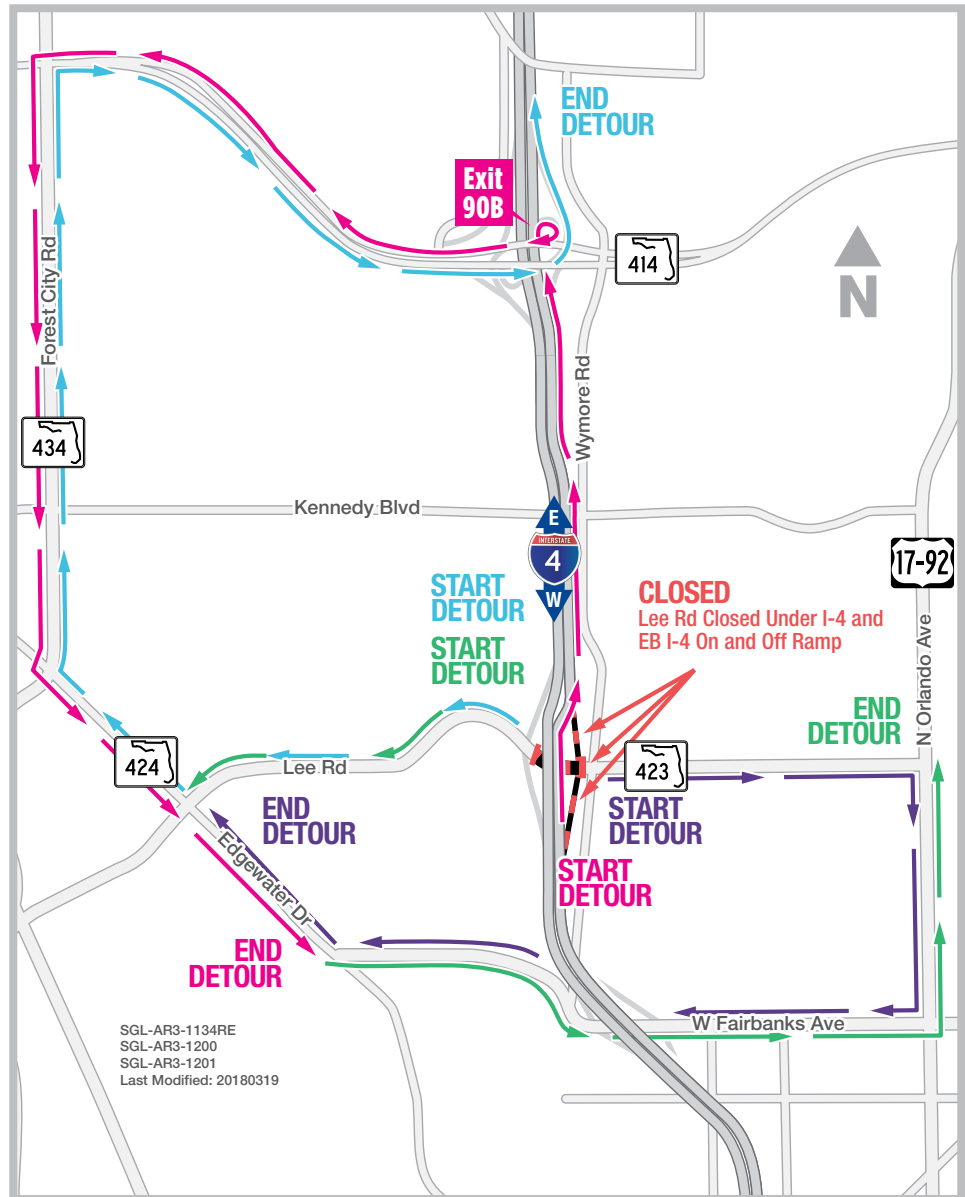 END
DETOUR
Exit
90B
414
N
Forest City Rd
Wymore Rd
434
Kennedy Blvd
E
INTERSTATE
4
W
17-92
START
DETOUR
CLOSED
Lee Rd Closed Under I-4 and
EB I-4 On and Off Ramp
START
DETOUR
N Orlando Ave
END
DETOUR
424
Lee Rd
423
END
DETOUR
START
DETOUR
Edgewater Dr
START
DETOUR
END
DETOUR
W Fairbanks Ave
SGL-AR3-1134RE
SGL-AR3-1200
SGL-AR3-1201
Last Modified: 20180319